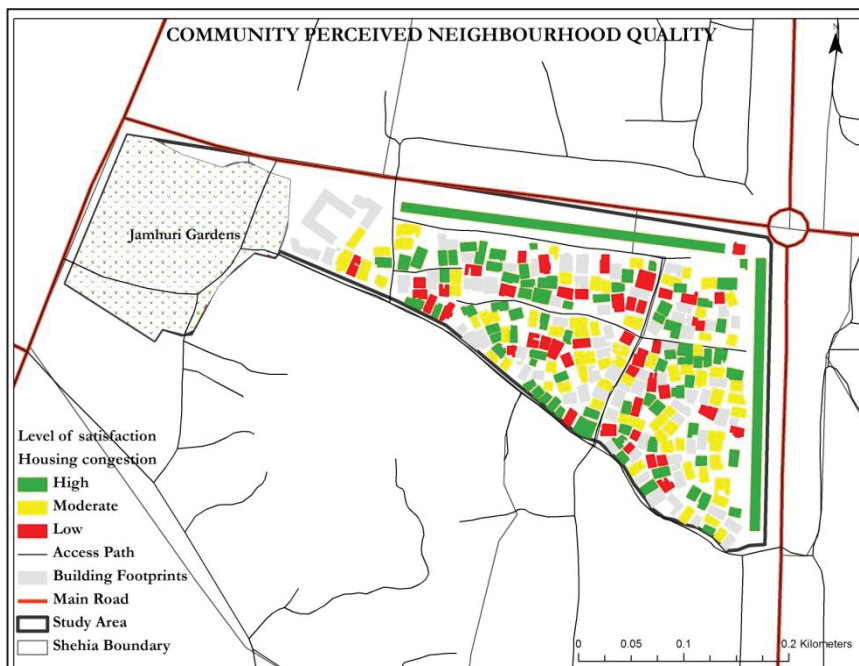 COMMUNITY PERCEIVED NEIGHBOURHOOD QUALITY
Jamhuri Gardens
Level of satisfaction
Housing congestion
High
Moderate
Low
Access Path
Building Footprints
Main Road
Study Area
Shehia Boundary
0 0.05 0.1 0.2 Kilometers